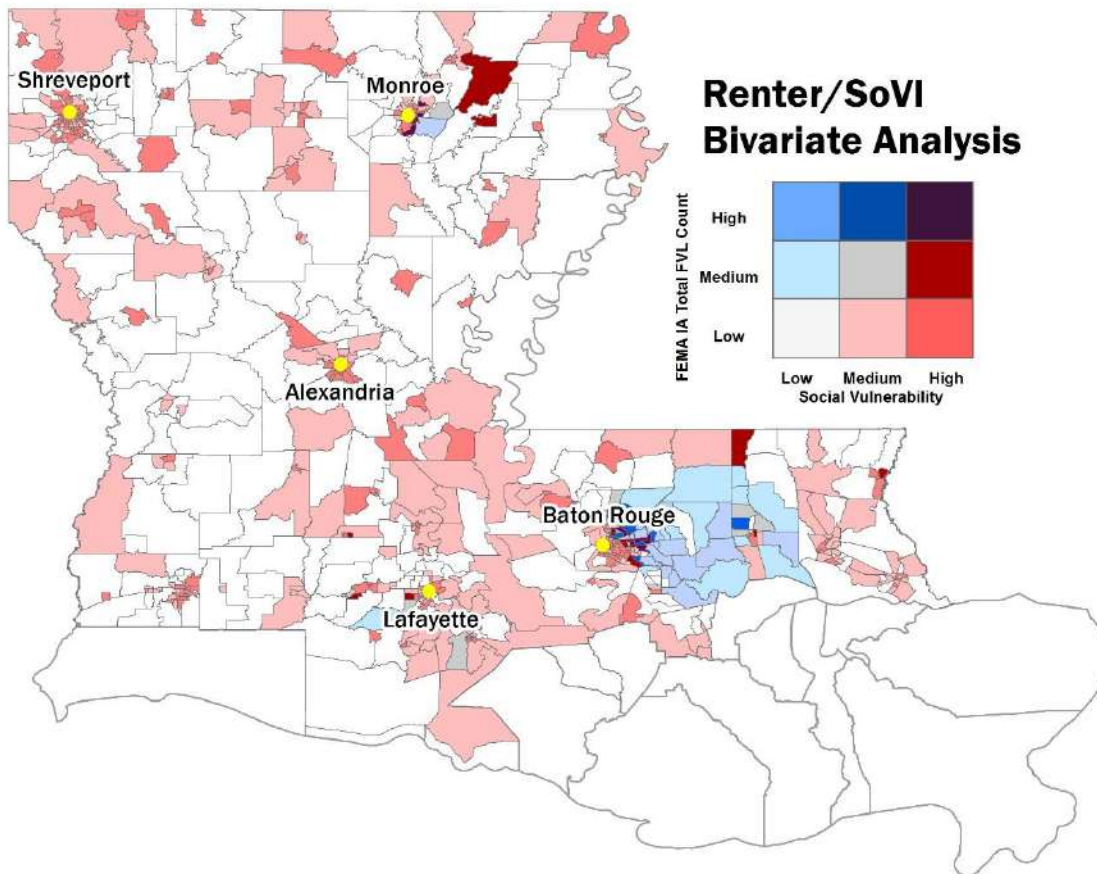 Shreveport
Monroe
Renter/SoVI
Bivariate Analysis
FEMA IA Total FVL Count
High
Medium
Low
Low Medium High
Social Vulnerability
Alexandria
Baton Rouge
Lafayette